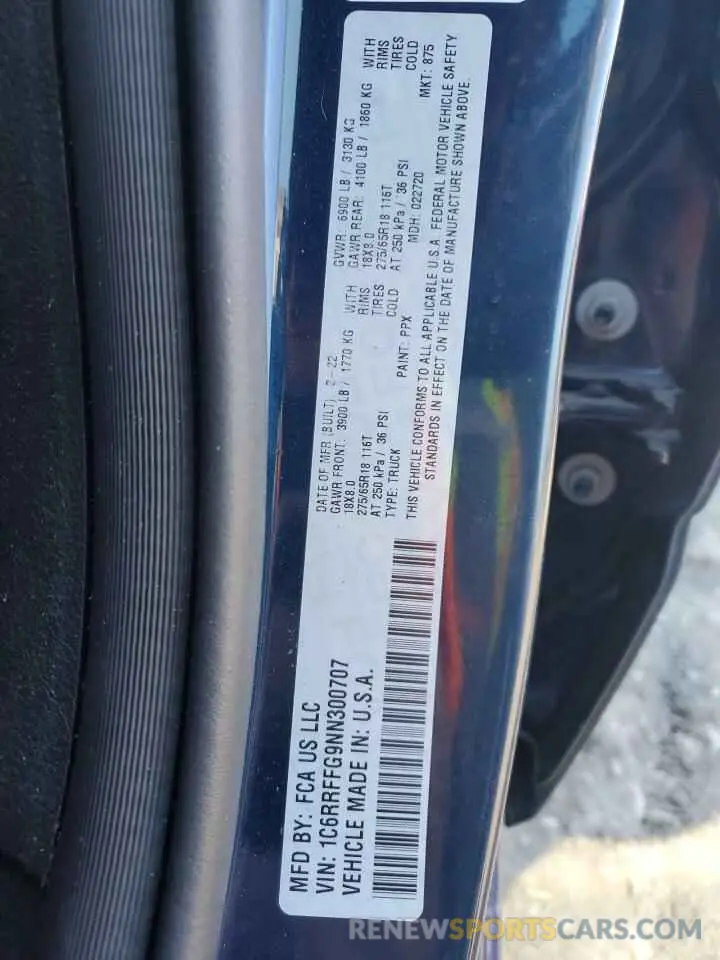 MFD BY: FCA US LLC
VIN: 1C6RRFFG9NN300707
VEHICLE MADE IN: U.S.A.
DATE OF MFR (BUILT) 2-22 GVWR: 6900 LB / 3130 KG
GAWR FRONT: 3900 LB / 1770 KG WITH GAWR REAR: 4100 LB / 1860 KG WITH
18X8.0 RIMS 18X8.0 RIMS
275/65R18 116T TIRES 275/65R18 116T TIRES
AT 250 kPa / 36 PSI COLD AT 250 kPa / 36 PSI COLD
TYPE: TRUCK PAINT: PPX MDH: 022720 MKT: 875
THIS VEHICLE CONFORMS TO ALL APPLICABLE U.S.A. FEDERAL MOTOR VEHICLE SAFETY
STANDARDS IN EFFECT ON THE DATE OF MANUFACTURE SHOWN ABOVE.
RENEWSPORTSCARS.COM